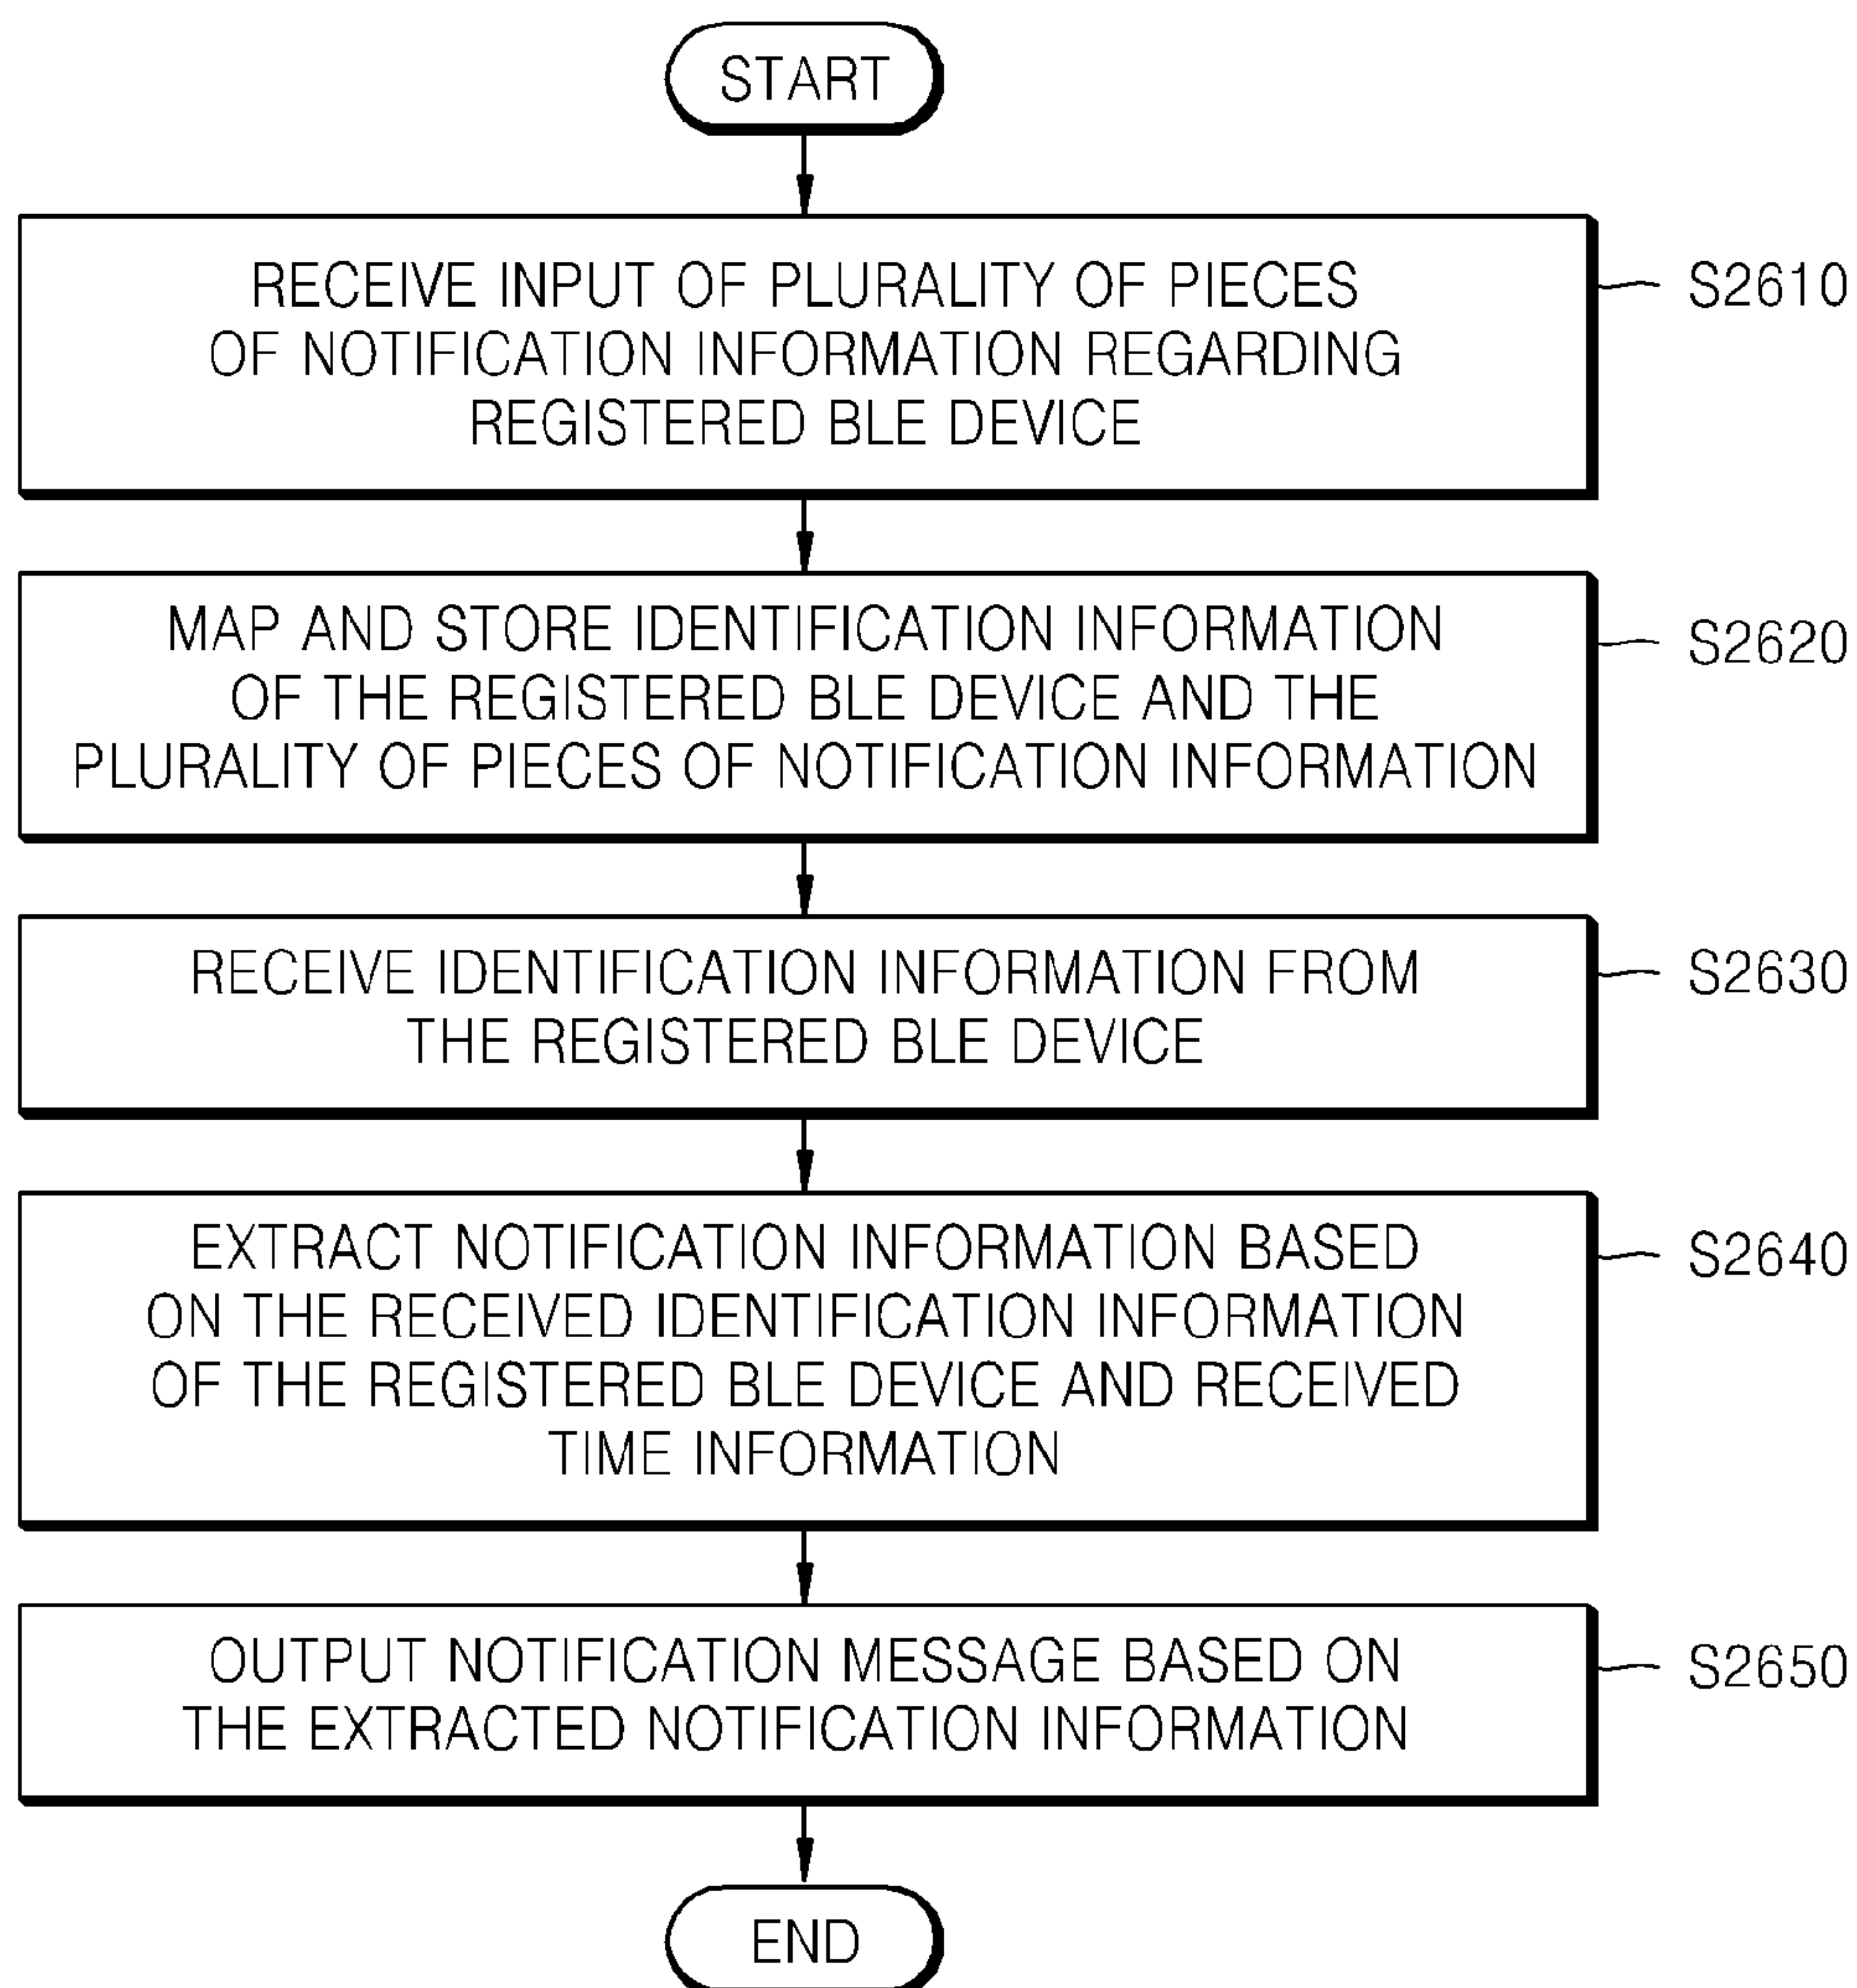 START
RECEIVE INPUT OF PLURALITY OF PIECES
OF NOTIFICATION INFORMATION REGARDING
REGISTERED BLE DEVICE
S2610
MAP AND STORE IDENTIFICATION INFORMATION
OF THE REGISTERED BLE DEVICE AND THE
PLURALITY OF PIECES OF NOTIFICATION INFORMATION
S2620
RECEIVE IDENTIFICATION INFORMATION FROM
THE REGISTERED BLE DEVICE
S2630
EXTRACT NOTIFICATION INFORMATION BASED
ON THE RECEIVED IDENTIFICATION INFORMATION
OF THE REGISTERED BLE DEVICE AND RECEIVED
TIME INFORMATION
S2640
OUTPUT NOTIFICATION MESSAGE BASED ON
THE EXTRACTED NOTIFICATION INFORMATION
S2650
END